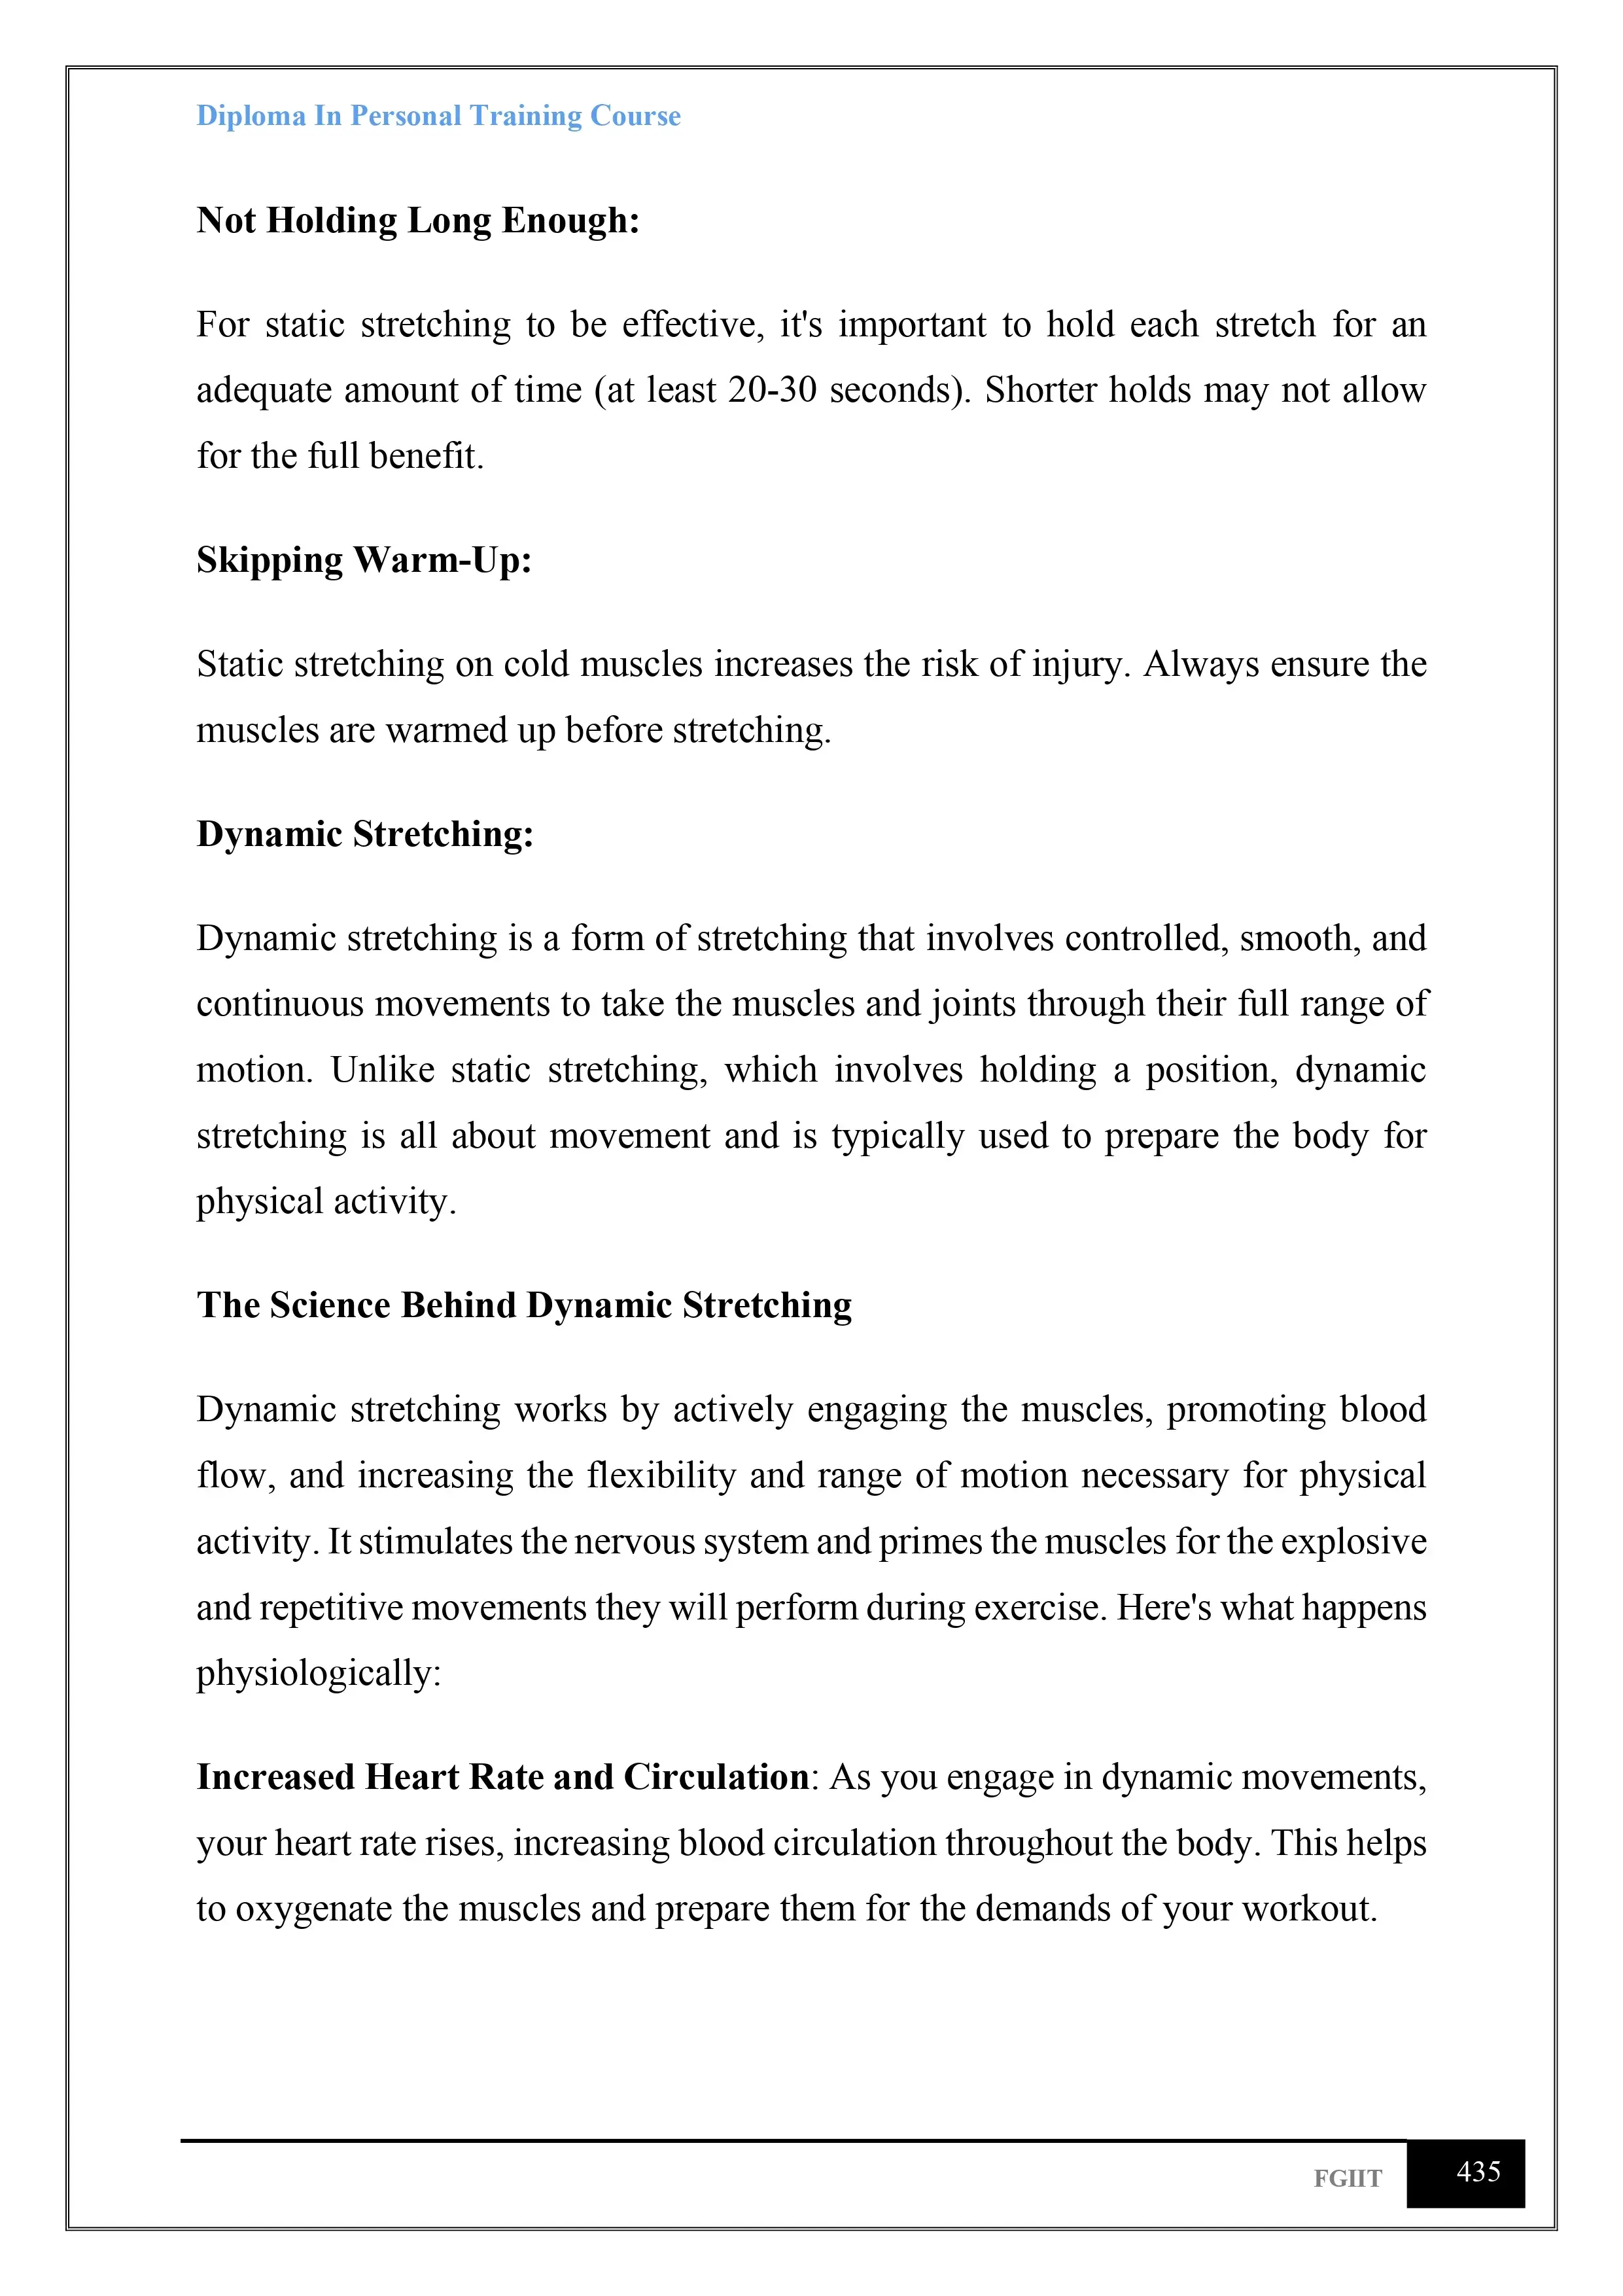 Diploma In Personal Training Course
Not Holding Long Enough:
For static stretching to be effective, it's important to hold each stretch for an
adequate amount of time (at least 20-30 seconds). Shorter holds may not allow
for the full benefit.
Skipping Warm-Up:
Static stretching on cold muscles increases the risk of injury. Always ensure the
muscles are warmed up before stretching.
Dynamic Stretching:
Dynamic stretching is a form of stretching that involves controlled, smooth, and
continuous movements to take the muscles and joints through their full range of
motion. Unlike static stretching, which involves holding a position, dynamic
stretching is all about movement and is typically used to prepare the body for
physical activity.
The Science Behind Dynamic Stretching
Dynamic stretching works by actively engaging the muscles, promoting blood
flow, and increasing the flexibility and range of motion necessary for physical
activity. It stimulates the nervous system and primes the muscles for the explosive
and repetitive movements they will perform during exercise. Here's what happens
physiologically:
Increased Heart Rate and Circulation: As you engage in dynamic movements,
your heart rate rises, increasing blood circulation throughout the body. This helps
to oxygenate the muscles and prepare them for the demands of your workout.
FGIIT 435